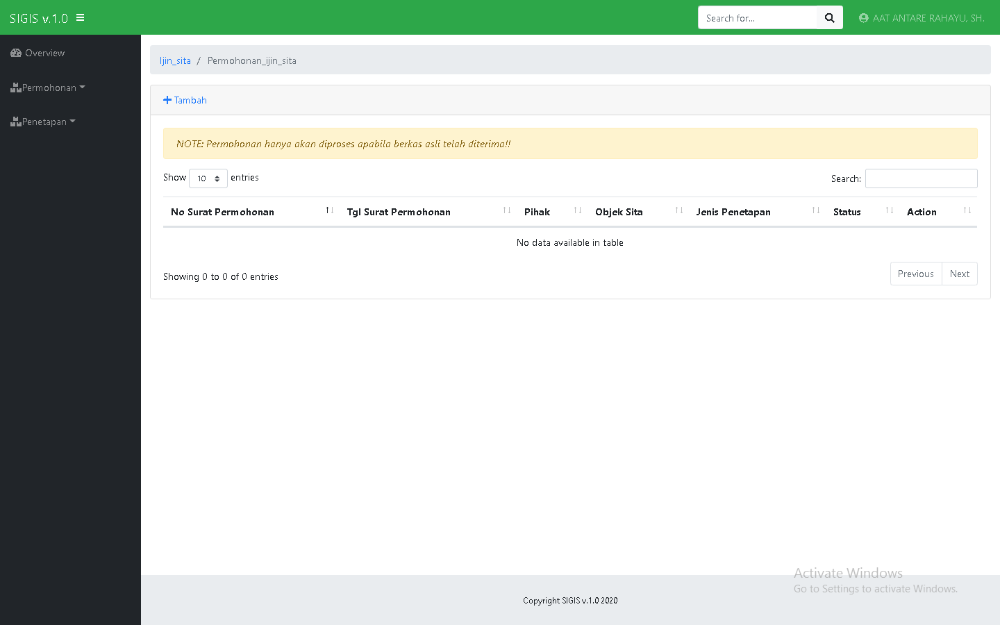 SIGIS v.1.0
Search for...
AAT ANTARE RAHAYU, SH.
Overview
Permohonan
Penetapan
Ijin_sita / Permohonan_ijin_sita
Tambah
NOTE: Permohonan hanya akan diproses apabila berkas asli telah diterima!!
Show 10 entries
Search:
No Surat Permohonan Tgl Surat Permohonan Pihak Objek Sita Jenis Penetapan Status Action
No data available in table
Showing 0 to 0 of 0 entries
Previous Next
Activate Windows
Go to Settings to activate Windows.
Copyright SIGIS v.1.0 2020